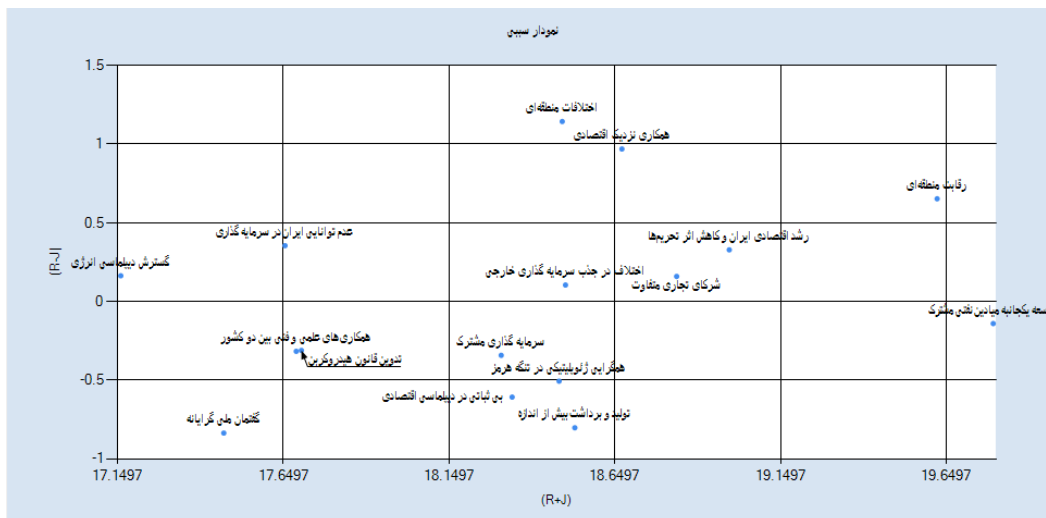 نمودار سببی
1.5
1
0.5
0
-0.5
-1
(R-J)
اختلافات منطقه‌ای
همکاری نزدیک اقتصادی
رقابت منطقه‌ای
عدم توانایی ایران در سرمایه گذاری
رشد اقتصادی ایران و کاهش اثر تحریم‌ها
گسترش دیپلماسی انرژی
اختلاف در جذب سرمایه گذاری خارجی
شرکای تجاری متفاوت
سعه یکجانبه میادین نفتی مشترک
همکاری‌های علمی و فنی بین دو کشور
سرمایه گذاری مشترک
تدوین قانون هیدروکربن
همگرایی ژئوپلیتیکی در تنگه هرمز
بی ثباتی در دیپلماسی اقتصادی
گفتمان ملی گرایانه
تولید و برداشت بیش از اندازه
17.1497
17.6497
18.1497
18.6497
19.1497
19.6497
(R+J)